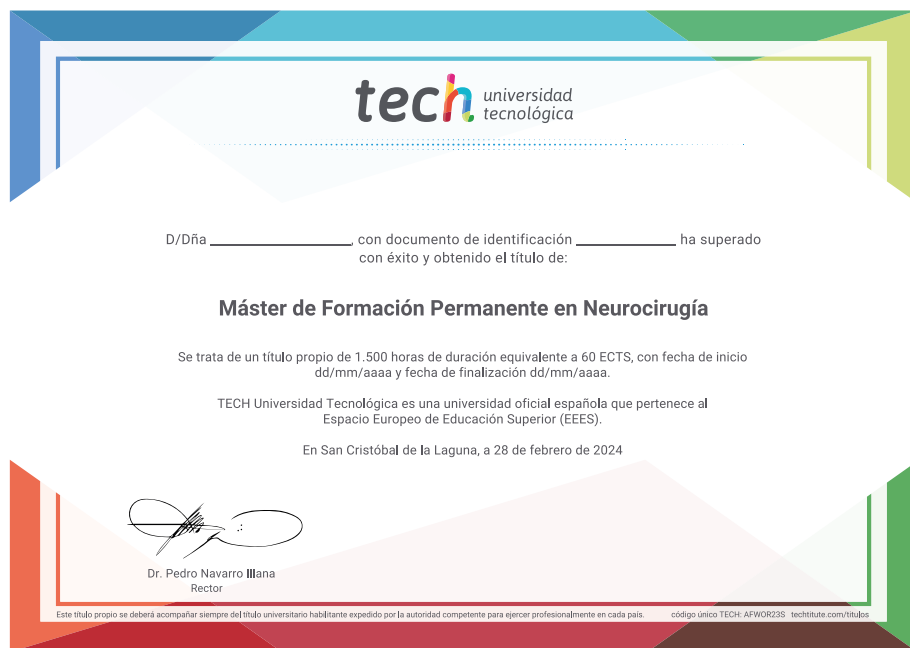 tech universidad
tecnológica
D/Dña ______________, con documento de identificación __________ ha superado
con éxito y obtenido el título de:
Máster de Formación Permanente en Neurocirugía
Se trata de un título propio de 1.500 horas de duración equivalente a 60 ECTS, con fecha de inicio
dd/mm/aaaa y fecha de finalización dd/mm/aaaa.
TECH Universidad Tecnológica es una universidad oficial española que pertenece al
Espacio Europeo de Educación Superior (EEES).
En San Cristóbal de la Laguna, a 28 de febrero de 2024
Dr. Pedro Navarro Illana
Rector
Este título propio se deberá acompañar siempre del título universitario habilitante expedido por la autoridad competente para ejercer profesionalmente en cada país. código único TECH: AFWOR23S techtitute.com/titulos